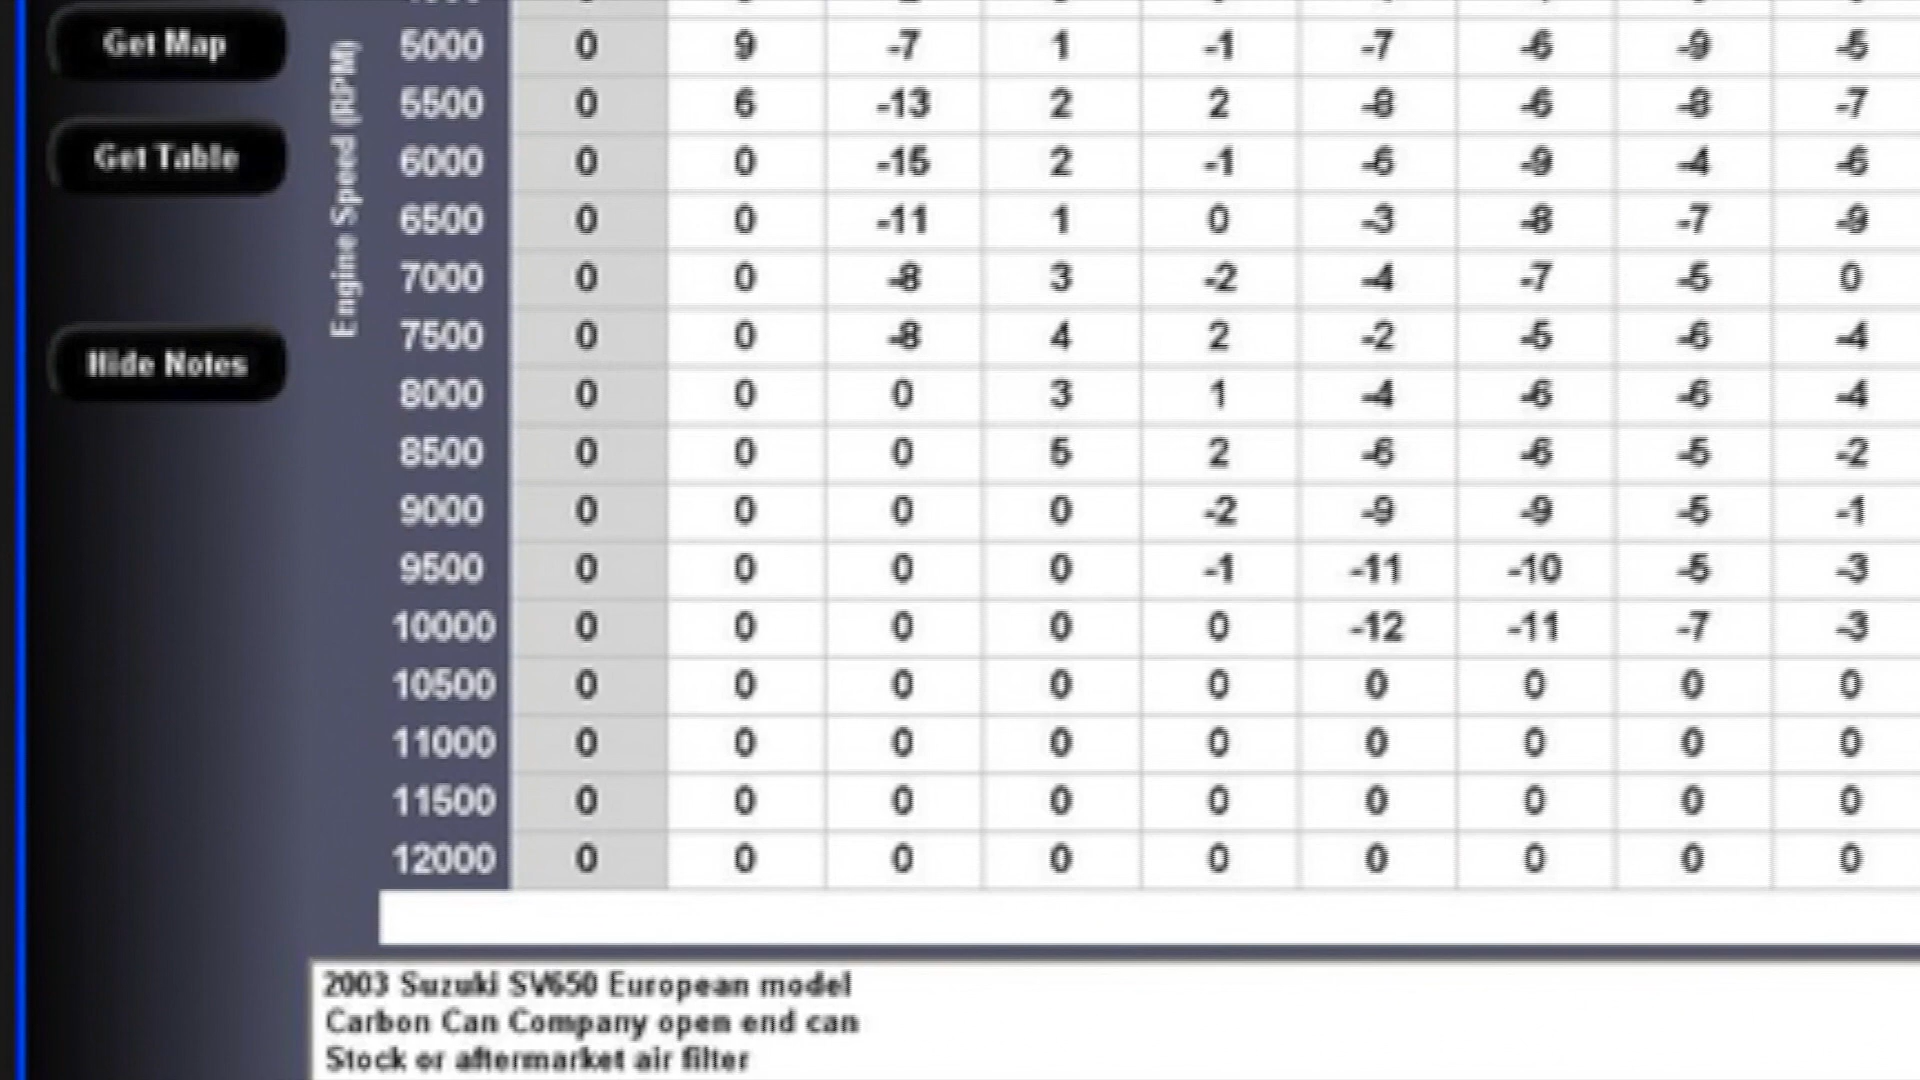 Get Map
Get Table
Hide Notes
Engine Speed (RPM)
5000 0 9 -7 1 -1 -7 -6 -9 -5
5500 0 6 -13 2 2 -8 -6 -8 -7
6000 0 0 -15 2 -1 -6 -9 -4 -6
6500 0 0 -11 1 0 -3 -8 -7 -9
7000 0 0 -8 3 -2 -4 -7 -5 0
7500 0 0 -8 4 2 -2 -5 -6 -4
8000 0 0 0 3 1 -4 -6 -6 -4
8500 0 0 0 5 2 -6 -6 -5 -2
9000 0 0 0 0 -2 -9 -9 -5 -1
9500 0 0 0 0 -1 -11 -10 -5 -3
10000 0 0 0 0 0 -12 -11 -7 -3
10500 0 0 0 0 0 0 0 0 0
11000 0 0 0 0 0 0 0 0 0
11500 0 0 0 0 0 0 0 0 0
12000 0 0 0 0 0 0 0 0 0
2003 Suzuki SV650 European model
Carbon Can Company open end can
Stock or aftermarket air filter